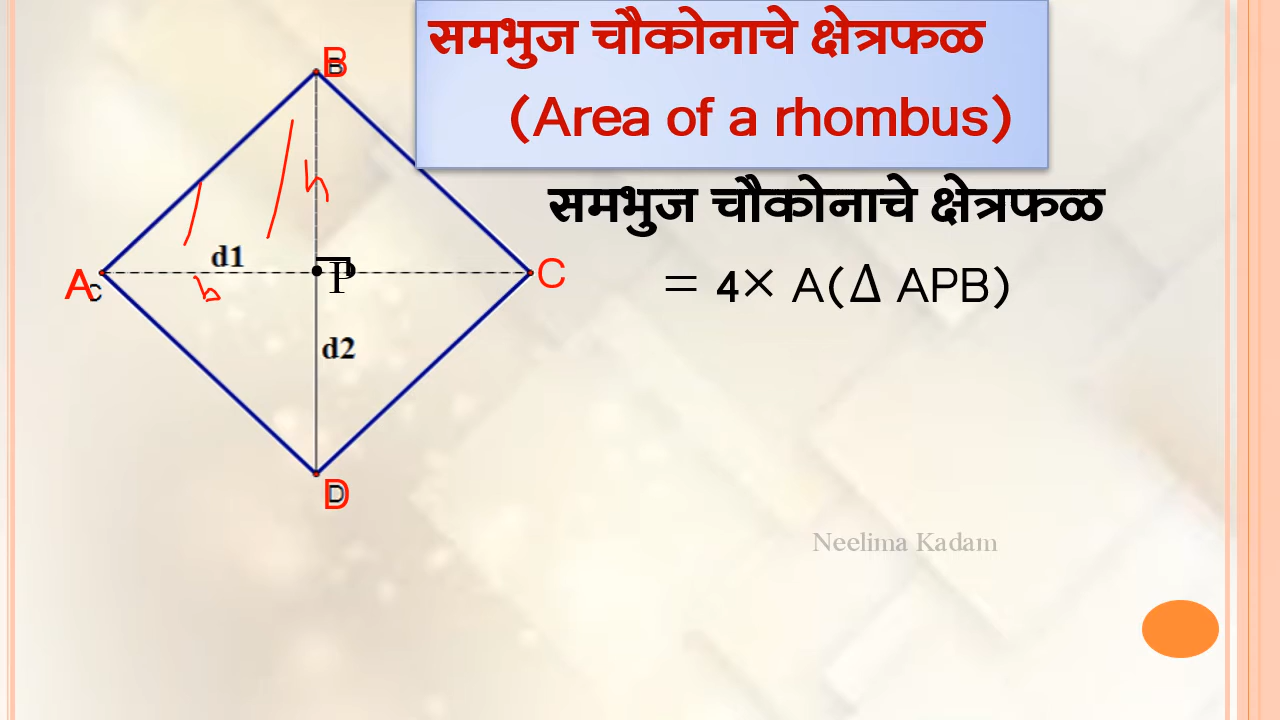 समभुज चौकोनाचे क्षेत्रफळ
(Area of a rhombus)
समभुज चौकोनाचे क्षेत्रफळ
= 4× A(Δ APB)
B
h
d1
A
c
b
P
C
d2
D
Neelima Kadam